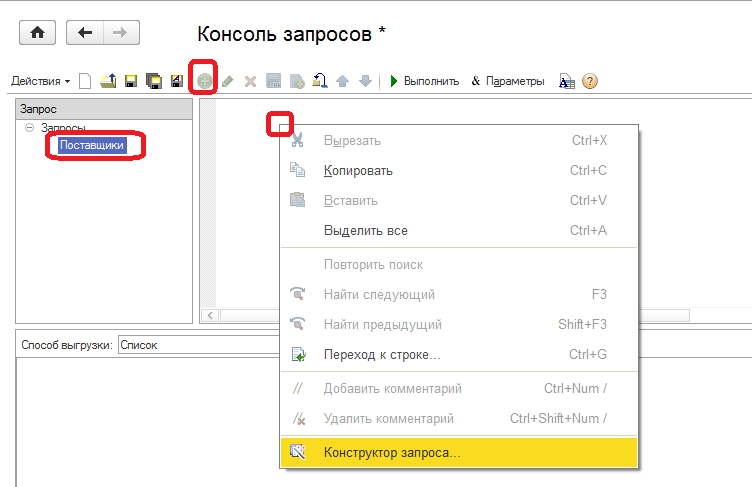 Консоль запросов *
Действия Выполнить & Параметры
Запрос
Запросы
Поставщики
Вырезать Ctrl+X
Копировать Ctrl+C
Вставить Ctrl+V
Выделить все Ctrl+A
Повторить поиск
Найти следующий F3
Найти предыдущий Shift+F3
Переход к строке... Ctrl+G
// Добавить комментарий Ctrl+Num /
Удалить комментарий Ctrl+Shift+Num /
Конструктор запроса...
Способ выгрузки: Список